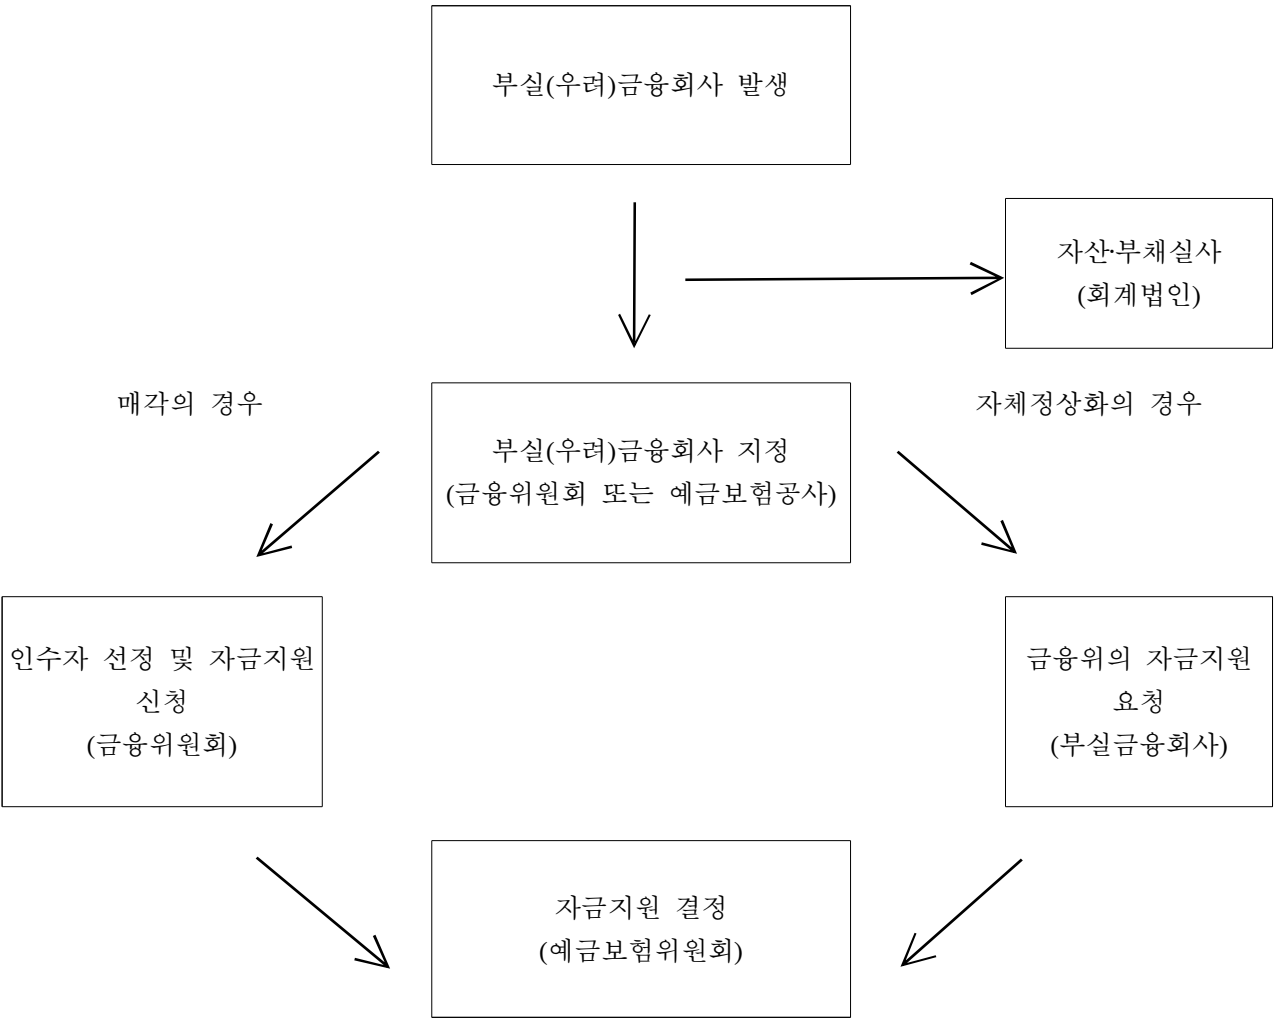 부실(우려)금융회사 발생
자산·부채실사
(회계법인)
매각의 경우
자체정상화의 경우
부실(우려)금융회사 지정
(금융위원회 또는 예금보험공사)
인수자 선정 및 자금지원
신청
(금융위원회)
금융위의 자금지원
요청
(부실금융회사)
자금지원 결정
(예금보험위원회)